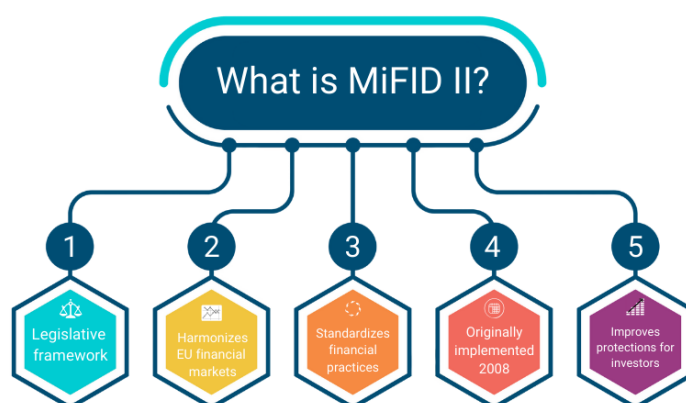 What is MiFID II?
1
2
3
4
5
Legislative
framework
Harmonizes
EU financial
markets
Standardizes
financial
practices
Originally
implemented
2008
Improves
protections for
investors